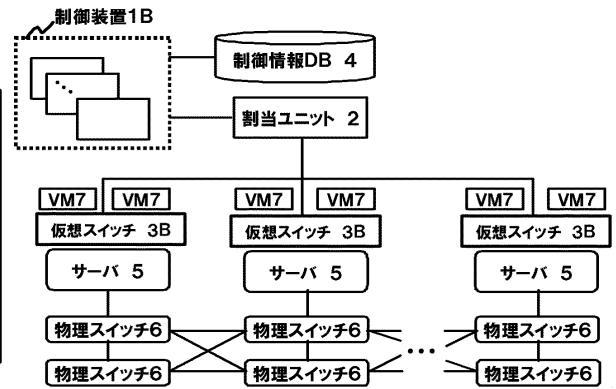 制御装置1B
制御情報DB 4
割当ユニット 2
VM7 VM7 VM7 VM7 VM7 VM7
仮想スイッチ 3B 仮想スイッチ 3B 仮想スイッチ 3B
サーバ 5 サーバ 5 サーバ 5
物理スイッチ6 物理スイッチ6 物理スイッチ6
物理スイッチ6 物理スイッチ6 物理スイッチ6